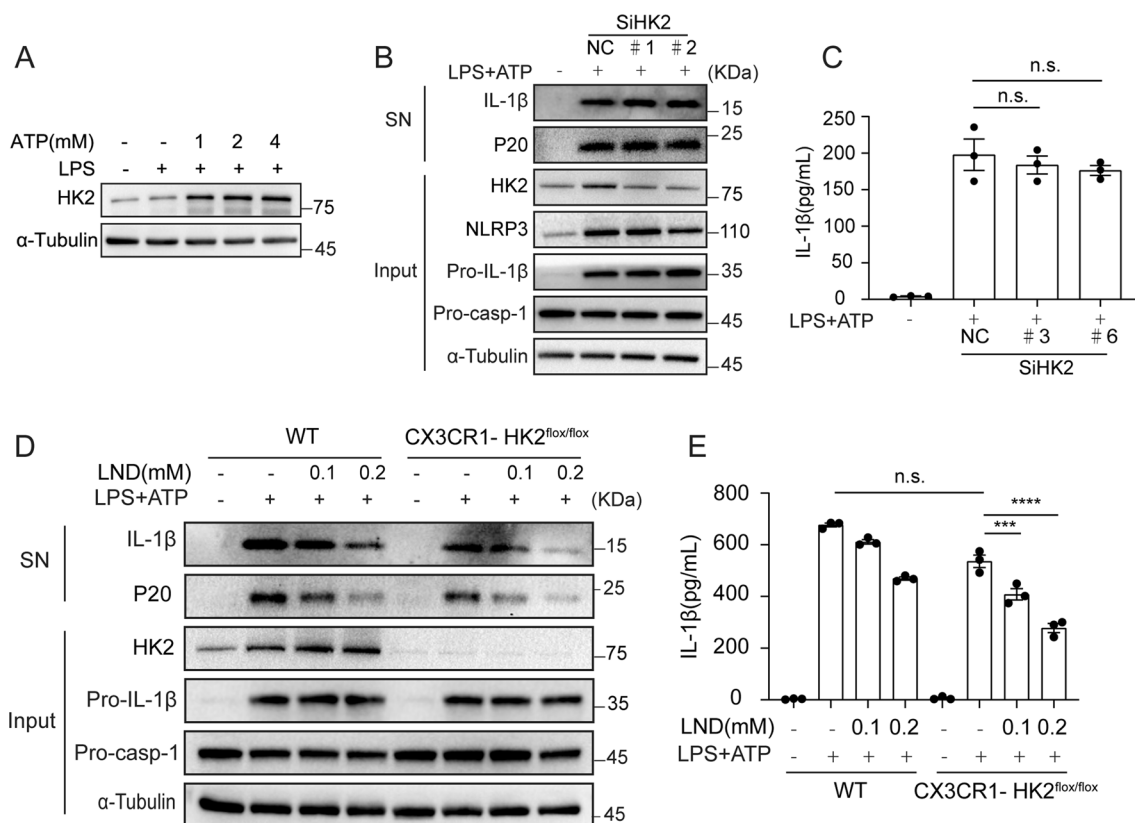 A
ATP(mM) - - 1 2 4
LPS - + + + +
HK2
75
α-Tubulin
45
B
SiHK2
NC #1 #2
LPS+ATP - + + + (KDa)
SN
IL-1β
15
25
P20
Input
HK2
75
NLRP3
110
Pro-IL-1β
35
Pro-casp-1
45
α-Tubulin
45
C
n.s.
n.s.
250
200
150
100
50
0
IL-1β(pg/mL)
LPS+ATP - + + +
NC #3 #6
SiHK2
D
WT CX3CR1- HK2flox/flox
LND(mM) - - 0.1 0.2 - - 0.1 0.2
LPS+ATP - + + + - + + + (KDa)
SN
IL-1β
15
P20
25
Input
HK2
75
Pro-IL-1β
35
Pro-casp-1
45
α-Tubulin
45
E
n.s.
****
***
800
600
400
200
0
IL-1β(pg/mL)
LND(mM) - - 0.1 0.2 - - 0.1 0.2
LPS+ATP - + + + - + + +
WT CX3CR1- HK2flox/flox